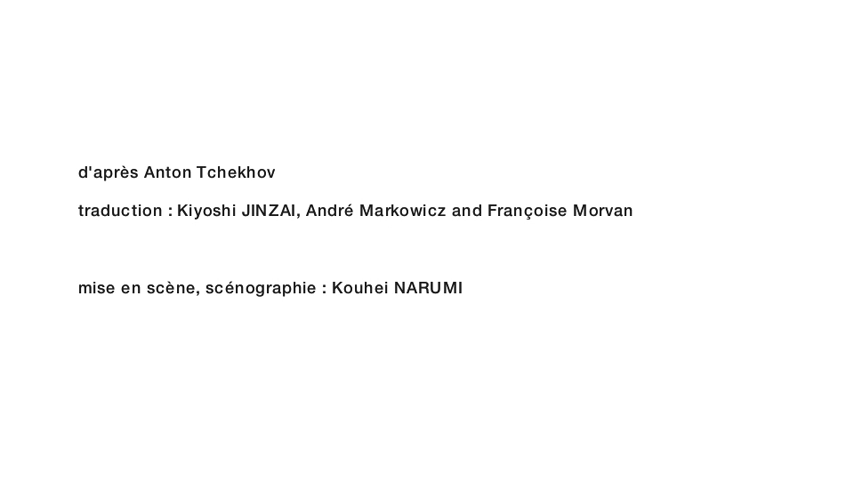 d'après Anton Tchekhov
traduction : Kiyoshi JINZAI, André Markowicz and Françoise Morvan
mise en scène, scénographie : Kouhei NARUMI